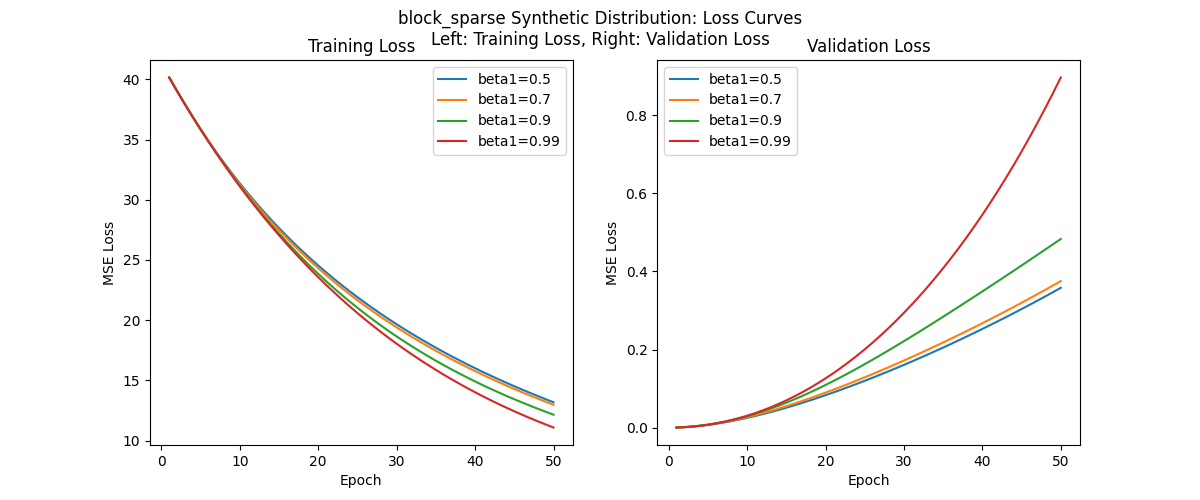 block_sparse Synthetic Distribution: Loss Curves
Left: Training Loss, Right: Validation Loss
Training Loss
MSE Loss
40
35
30
25
20
15
10
0
10
20
30
40
50
Epoch
beta1=0.5
beta1=0.7
beta1=0.9
beta1=0.99
Validation Loss
MSE Loss
0.8
0.6
0.4
0.2
0.0
0
10
20
30
40
50
Epoch
beta1=0.5
beta1=0.7
beta1=0.9
beta1=0.99